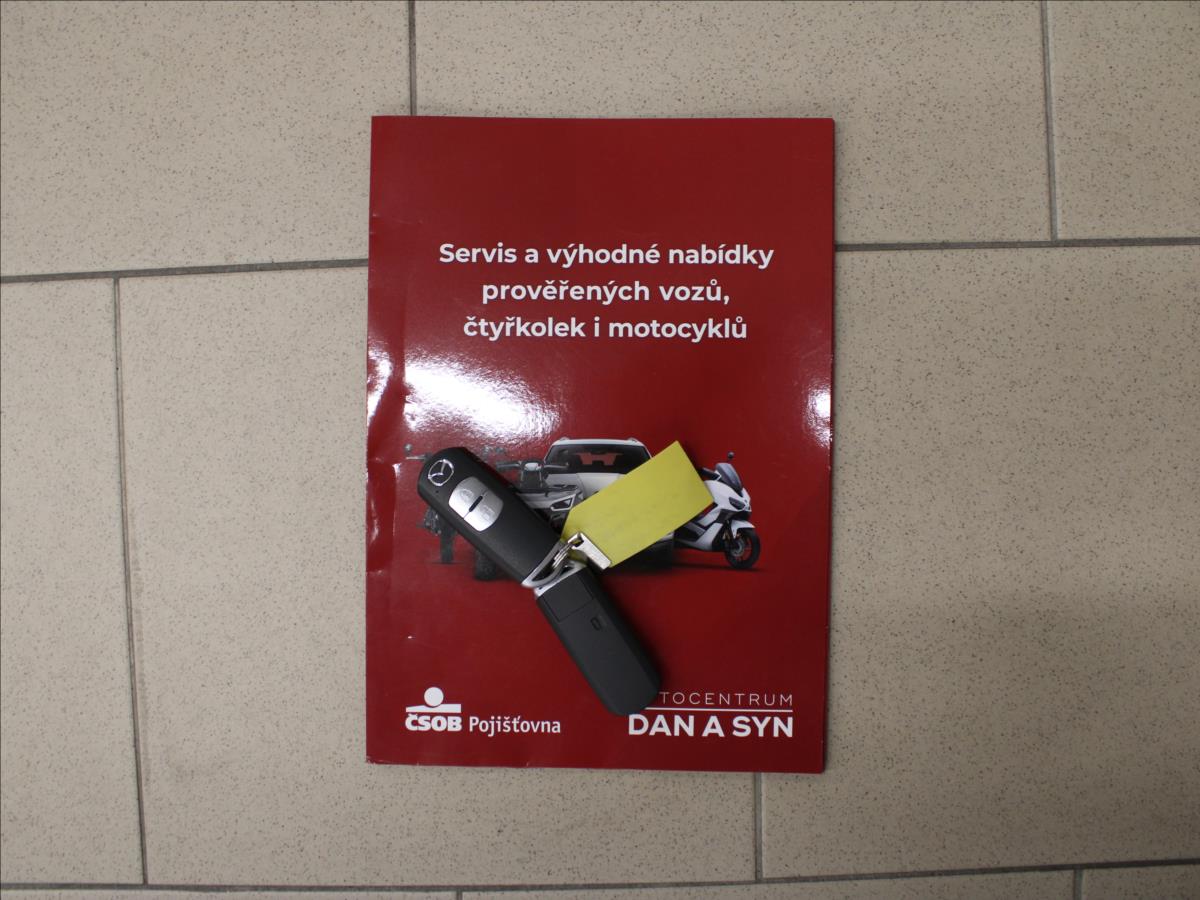 Servis a výhodné nabídky
prověřených vozů,
čtyřkolek i motocyklů
ČSOB Pojišťovna
TOCENTRUM
DAN A SYN